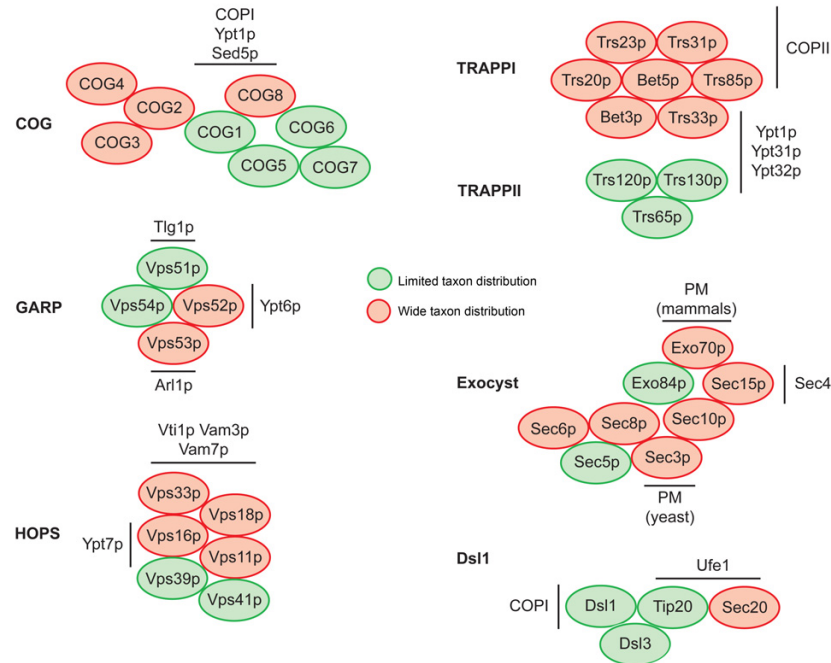 COPI
Ypt1p
Sed5p
COG
COG4
COG2
COG3
COG8
COG1
COG6
COG5
COG7
TRAPPI
Trs23p
Trs31p
Trs20p
Bet5p
Trs85p
Bet3p
Trs33p
COPII
Ypt1p
Ypt31p
Ypt32p
TRAPPII
Trs120p
Trs130p
Trs65p
Tlg1p
GARP
Vps51p
Vps54p
Vps52p
Vps53p
Ypt6p
Arl1p
Limited taxon distribution
Wide taxon distribution
PM
(mammals)
Exocyst
Exo70p
Exo84p
Sec15p
Sec4
Sec10p
Sec8p
Sec6p
Sec5p
Sec3p
PM
(yeast)
Vti1p Vam3p
Vam7p
HOPS
Ypt7p
Vps33p
Vps18p
Vps16p
Vps11p
Vps39p
Vps41p
Dsl1
Ufe1
COPI
Dsl1
Tip20
Sec20
Dsl3